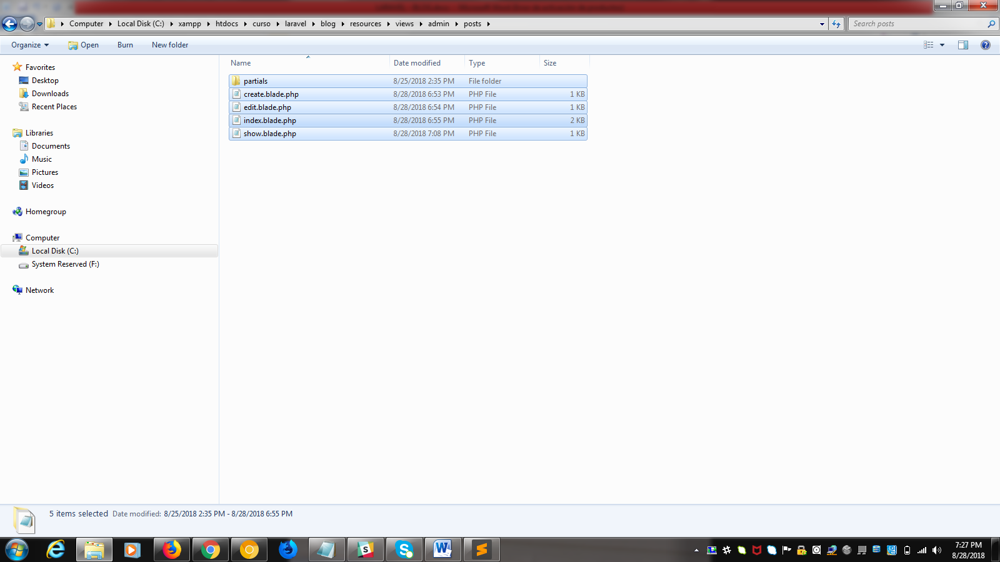 Computer Local Disk (C:) xampp htdocs curso laravel blog resources views admin posts
Search posts
Organize Open Burn New folder
Favorites
Desktop
Downloads
Recent Places
Libraries
Documents
Music
Pictures
Videos
Homegroup
Computer
Local Disk (C:)
System Reserved (F:)
Network
Name Date modified Type Size
partials 8/25/2018 2:35 PM File folder
create.blade.php 8/28/2018 6:53 PM PHP File 1 KB
edit.blade.php 8/28/2018 6:54 PM PHP File 1 KB
index.blade.php 8/28/2018 6:55 PM PHP File 2 KB
show.blade.php 8/28/2018 7:08 PM PHP File 1 KB
5 items selected Date modified: 8/25/2018 2:35 PM - 8/28/2018 6:55 PM
7:27 PM
8/28/2018